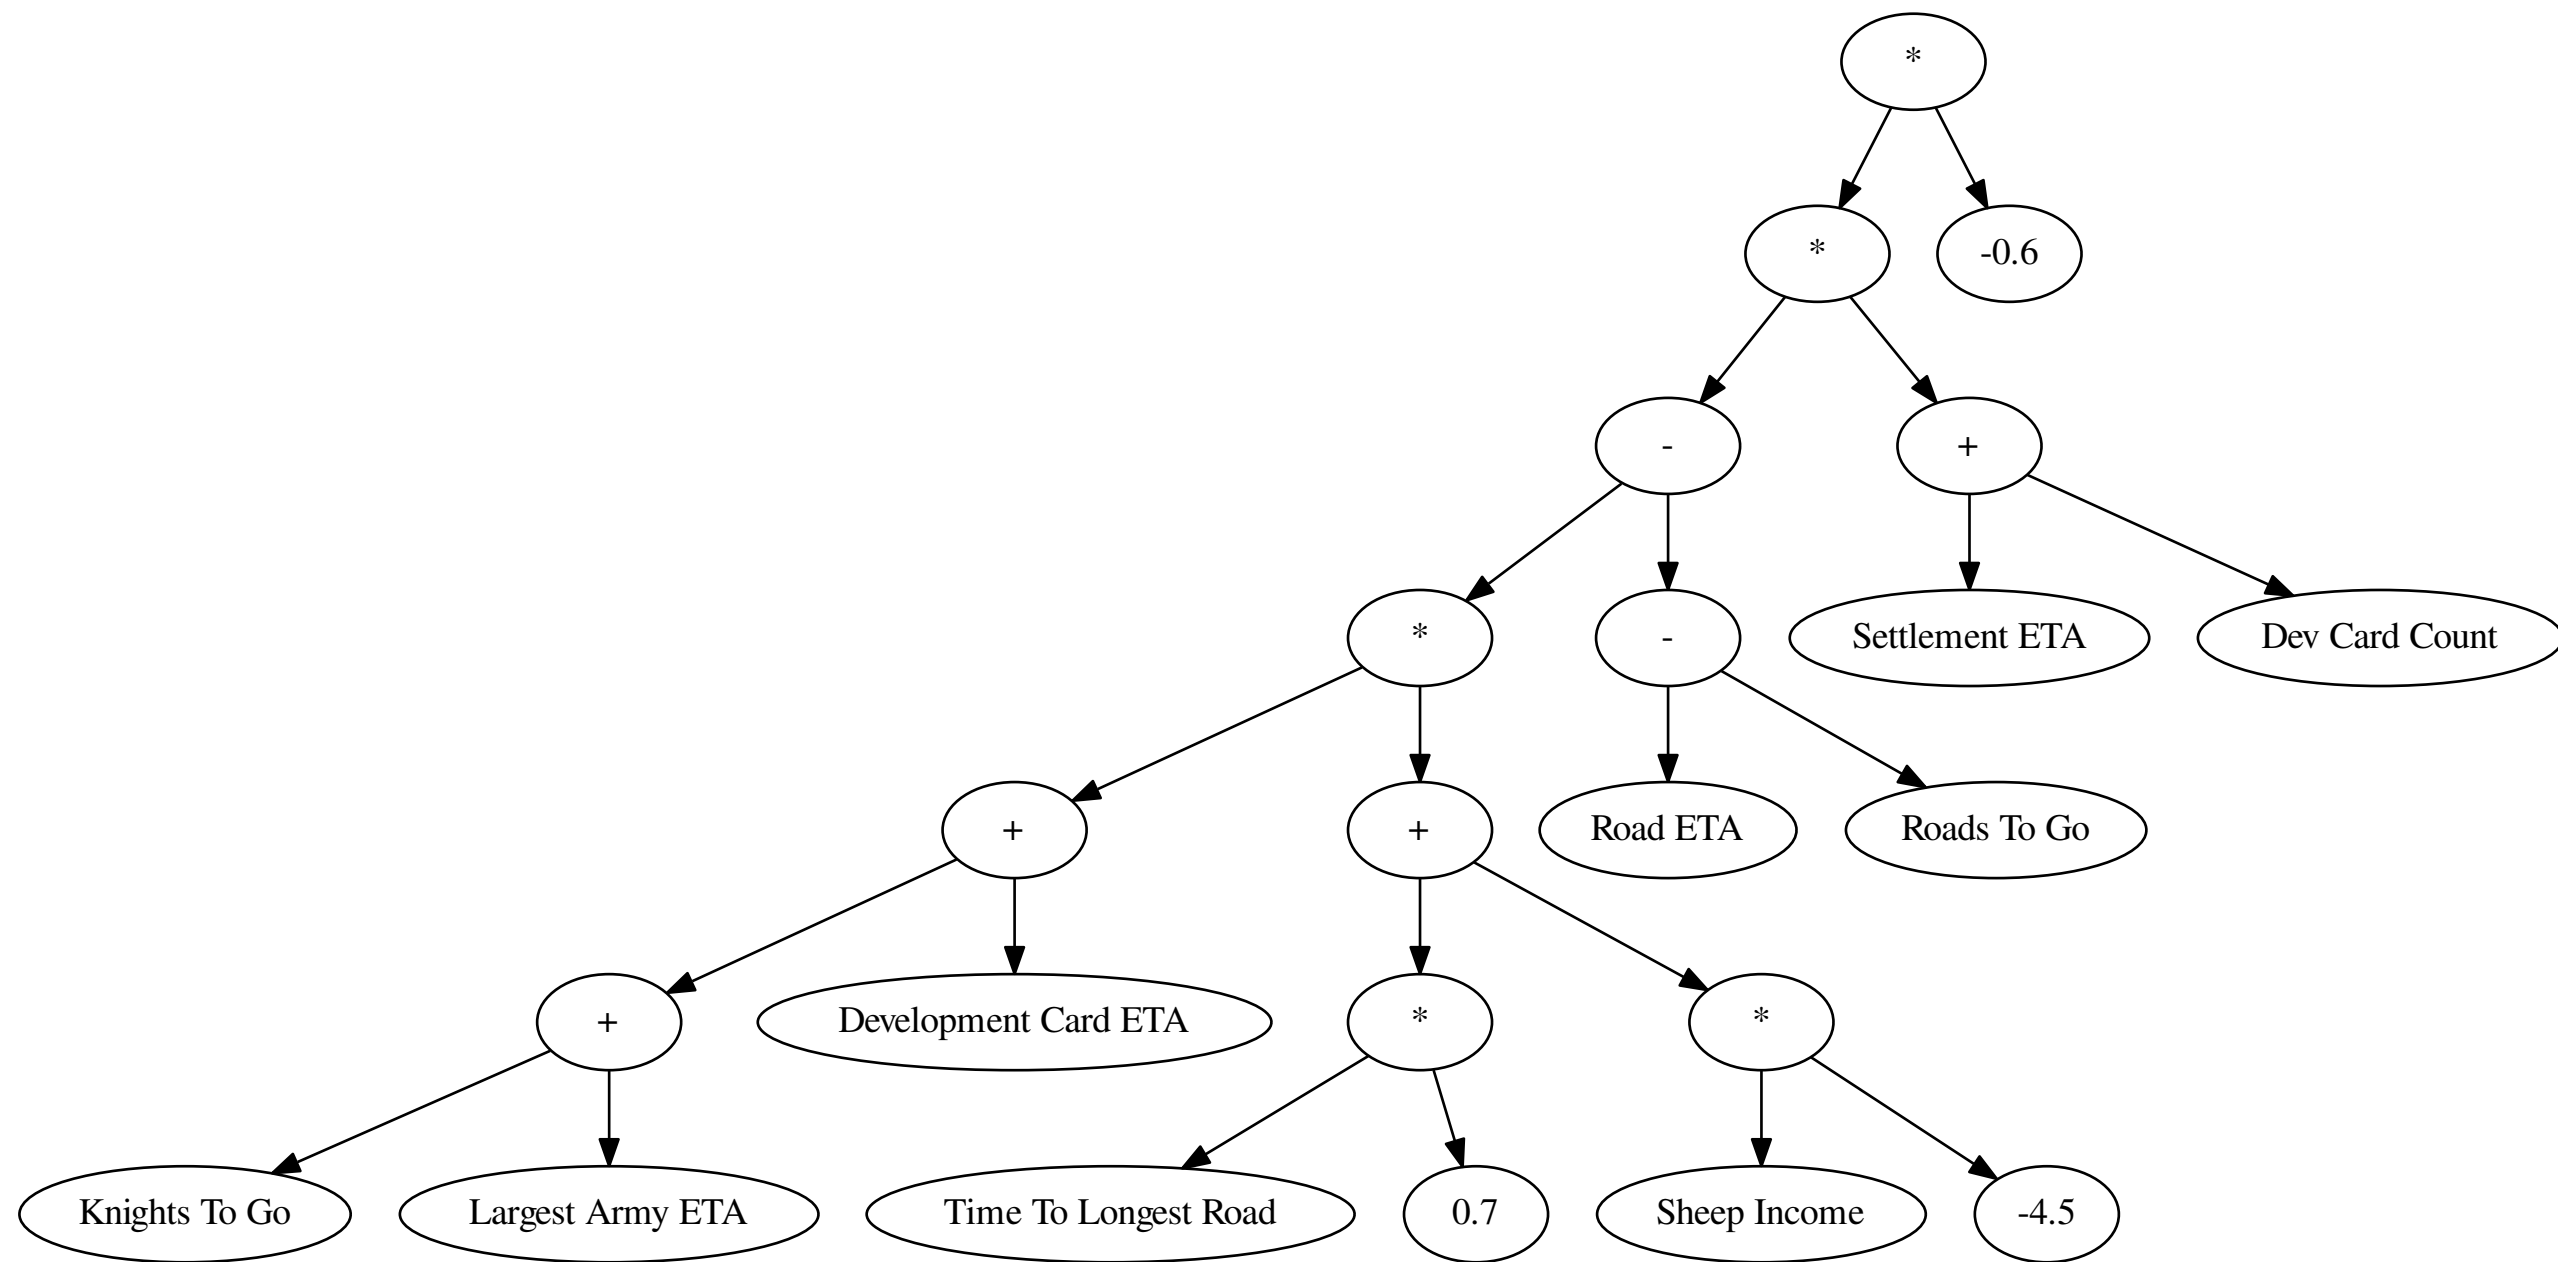 *
*
-0.6
-
+
*
-
Settlement ETA
Dev Card Count
+
+
Road ETA
Roads To Go
+
Development Card ETA
*
*
Knights To Go
Largest Army ETA
Time To Longest Road
0.7
Sheep Income
-4.5